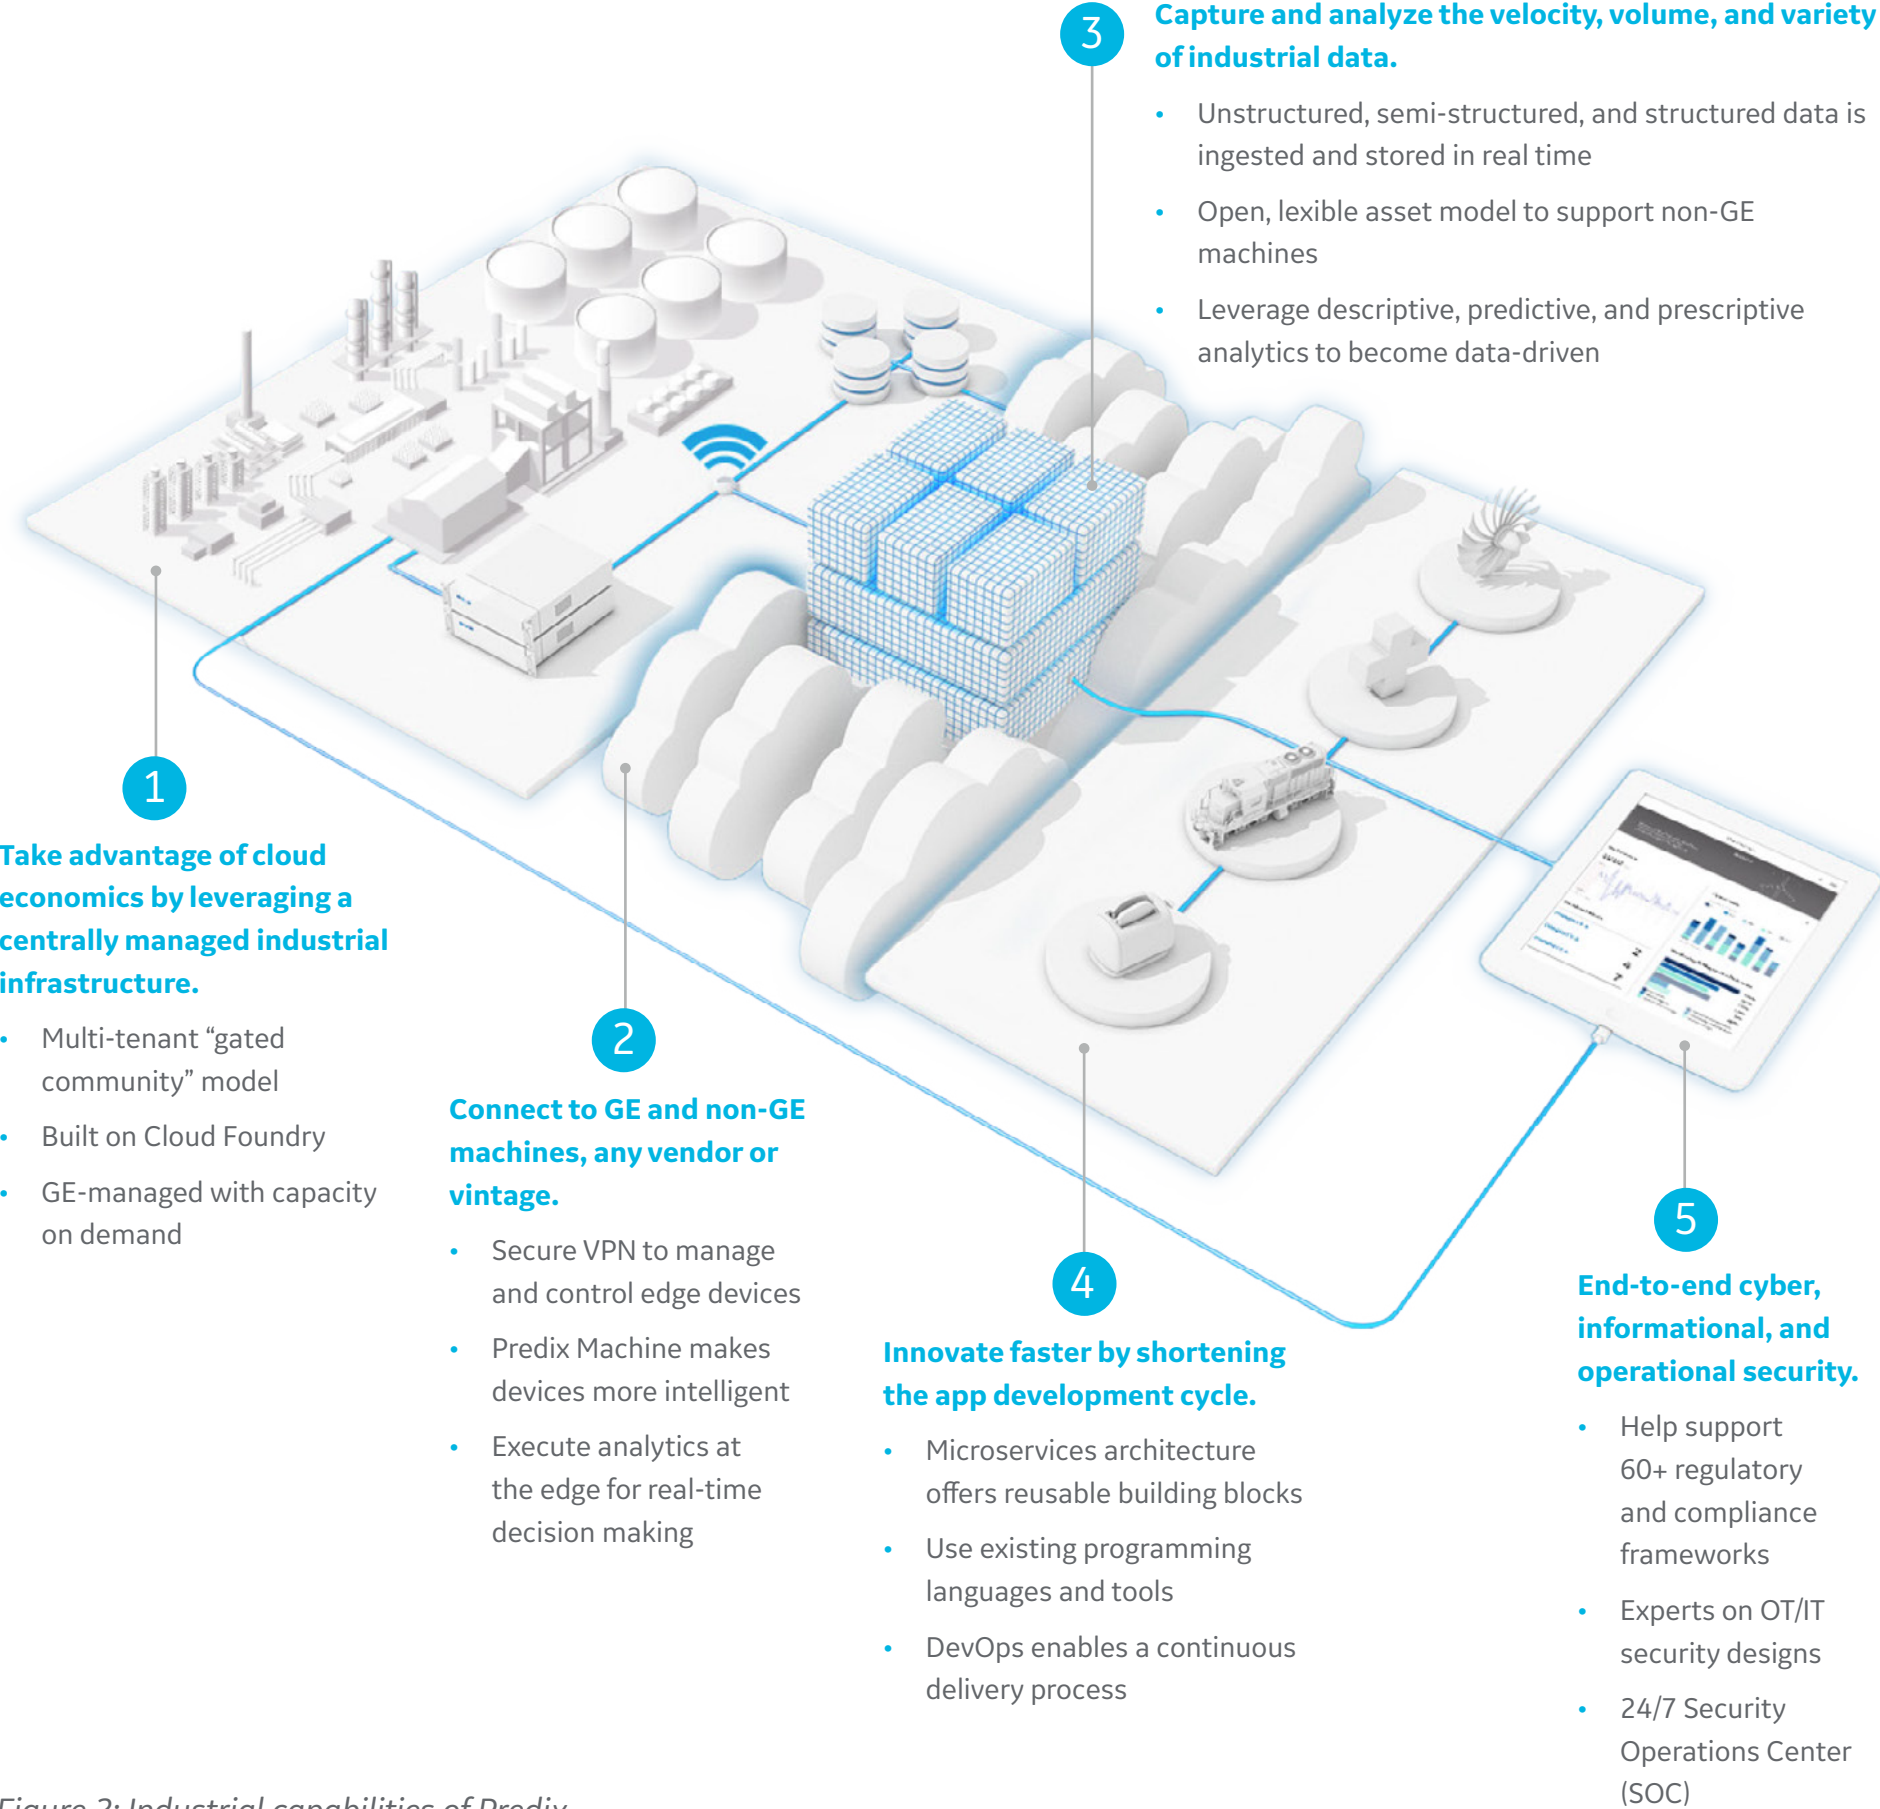 3
Capture and analyze the velocity, volume, and variety
of industrial data.
• Unstructured, semi-structured, and structured data is
ingested and stored in real time
• Open, lexible asset model to support non-GE
machines
• Leverage descriptive, predictive, and prescriptive
analytics to become data-driven
1
Take advantage of cloud
economics by leveraging a
centrally managed industrial
infrastructure.
• Multi-tenant “gated
community” model
• Built on Cloud Foundry
• GE-managed with capacity
on demand
2
Connect to GE and non-GE
machines, any vendor or
vintage.
• Secure VPN to manage
and control edge devices
• Predix Machine makes
devices more intelligent
• Execute analytics at
the edge for real-time
decision making
4
Innovate faster by shortening
the app development cycle.
• Microservices architecture
offers reusable building blocks
• Use existing programming
languages and tools
• DevOps enables a continuous
delivery process
5
End-to-end cyber,
informational, and
operational security.
• Help support
60+ regulatory
and compliance
frameworks
• Experts on OT/IT
security designs
• 24/7 Security
Operations Center
(SOC)
Figure 2: Industrial capabilities of Predix